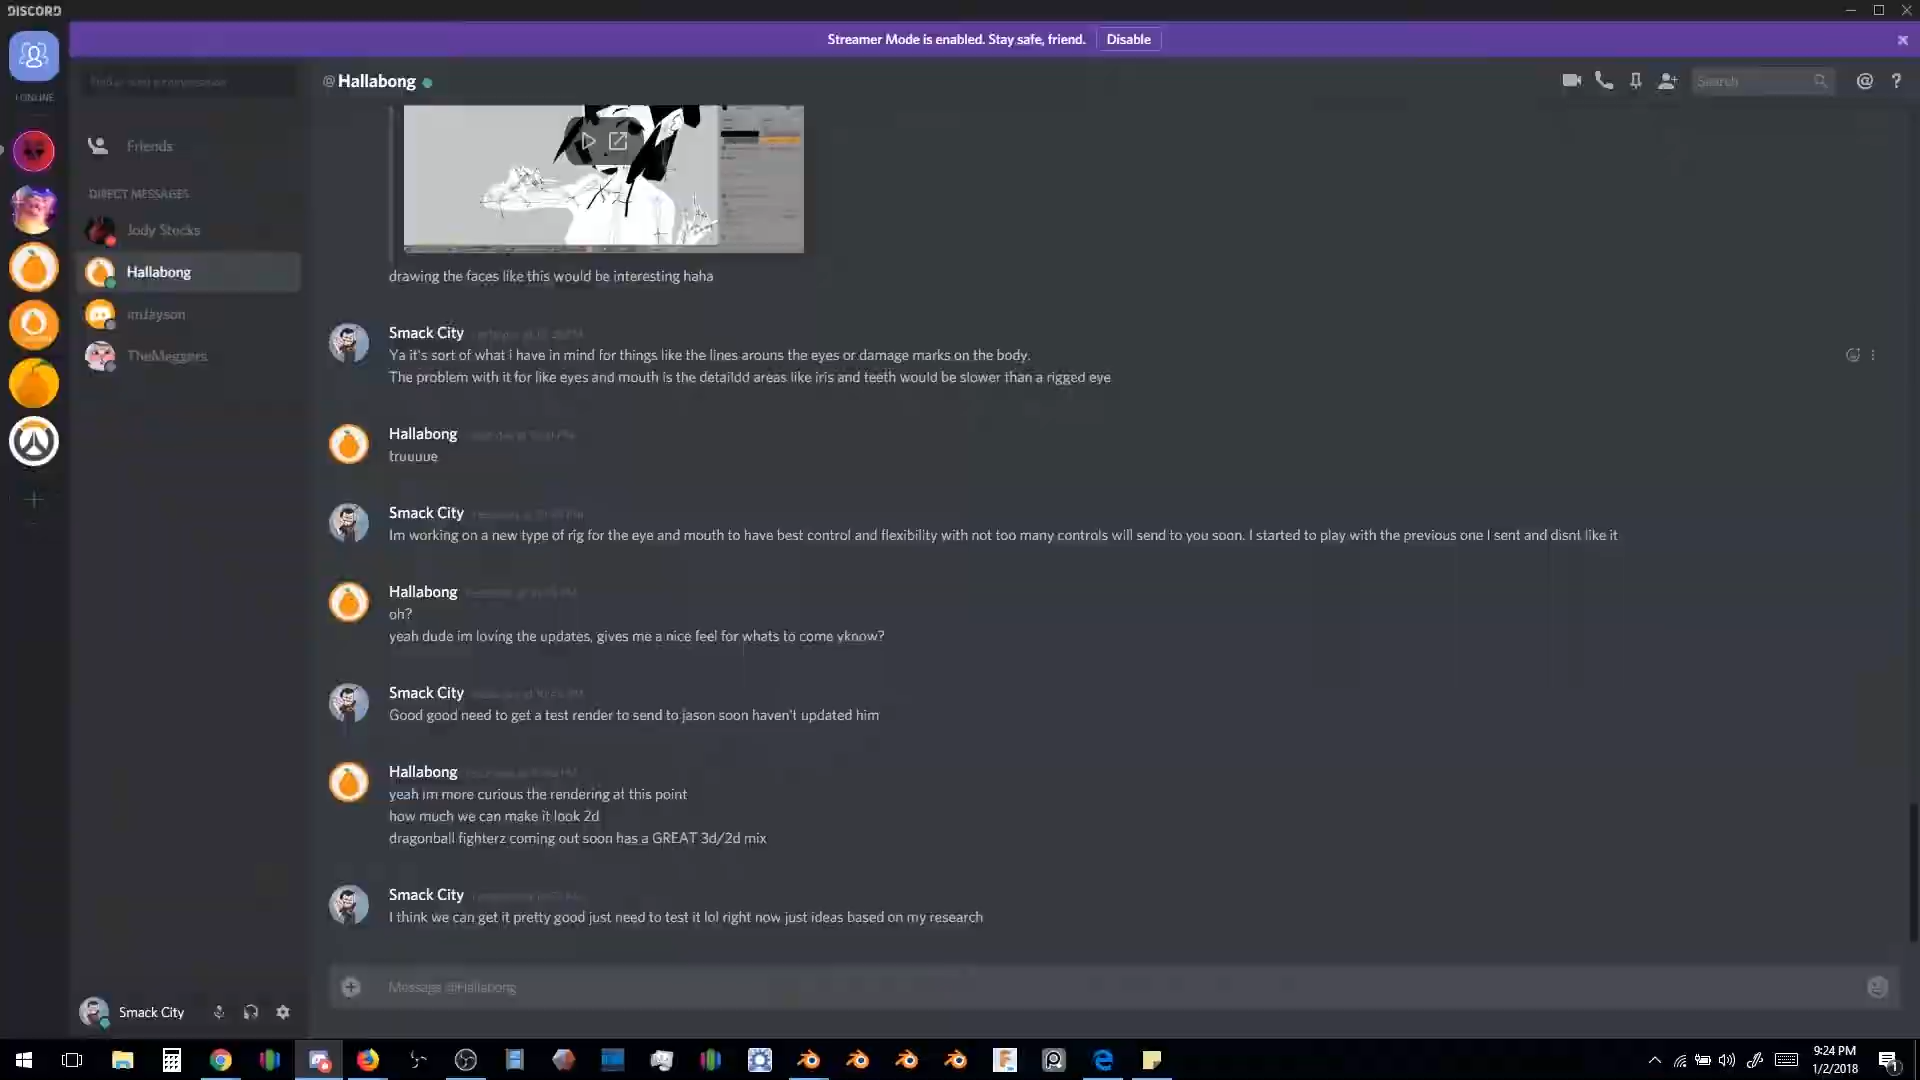 DISCORD
Streamer Mode is enabled. Stay safe, friend. Disable
1 ONLINE
@ Hallabong
Search
Friends
DIRECT MESSAGES
Jody Stocks
Hallabong
imJayson
TheMeggers
drawing the faces like this would be interesting haha
Smack City
Ya it's sort of what i have in mind for things like the lines arouns the eyes or damage marks on the body.
The problem with it for like eyes and mouth is the detaildd areas like iris and teeth would be slower than a rigged eye
Hallabong
truuuue
Smack City
Im working on a new type of rig for the eye and mouth to have best control and flexibility with not too many controls will send to you soon. I started to play with the previous one I sent and disnt like it
Hallabong
oh?
yeah dude im loving the updates, gives me a nice feel for whats to come yknow?
Smack City
Good good need to get a test render to send to jason soon haven't updated him
Hallabong
yeah im more curious the rendering at this point
how much we can make it look 2d
dragonball fighterz coming out soon has a GREAT 3d/2d mix
Smack City
I think we can get it pretty good just need to test it lol right now just ideas based on my research
Message @Hallabong
Smack City
9:24 PM
1/2/2018